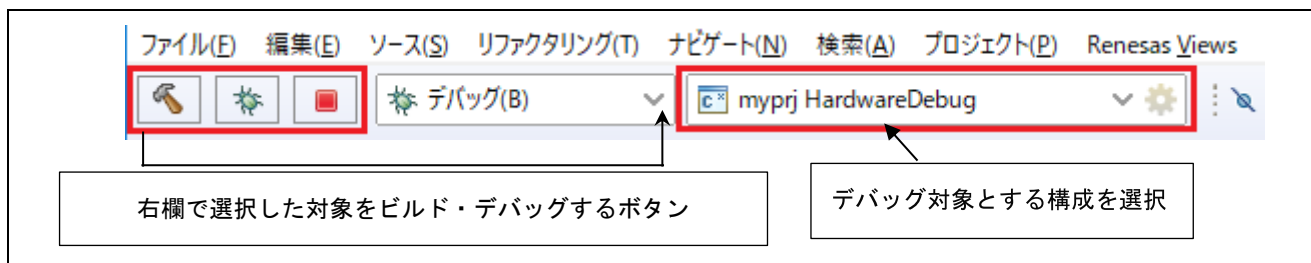 ファイル(F) 編集(E) ソース(S) リファクタリング(T) ナビゲート(N) 検索(A) プロジェクト(P) Renesas Views
デバッグ(B) myprj HardwareDebug
右欄で選択した対象をビルド・デバッグするボタン
デバッグ対象とする構成を選択